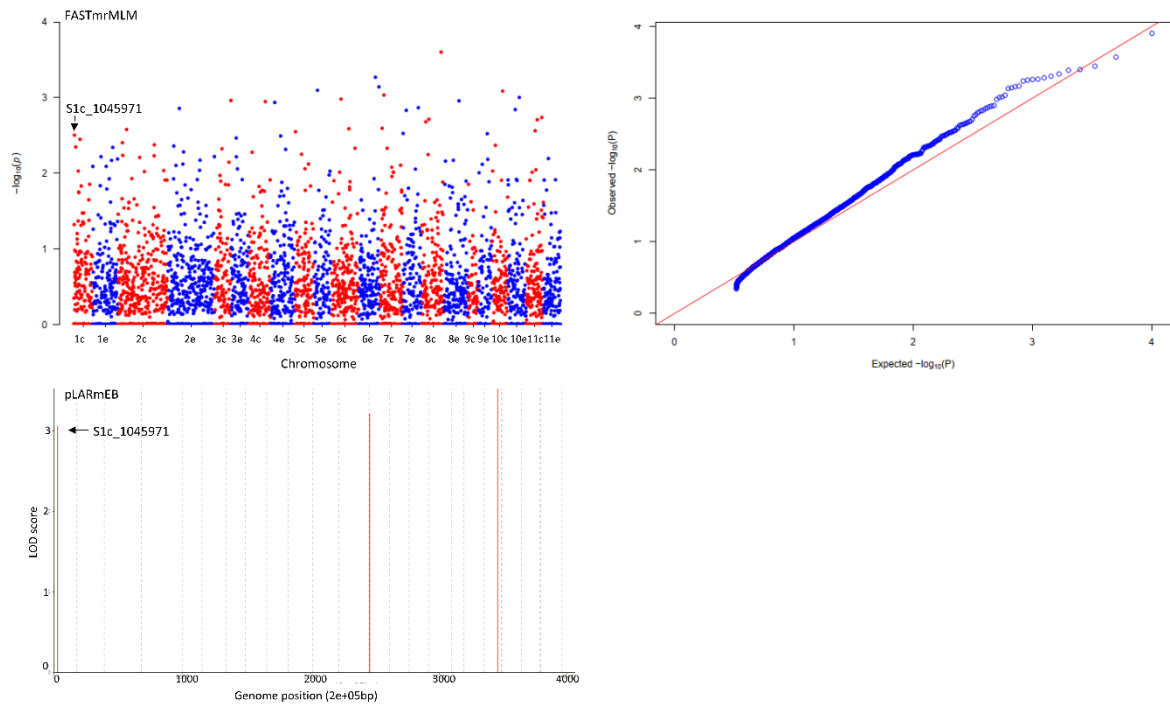 FASTmrMLM
4
3
2
1
0
−log₁₀(p)
S1c_1045971
1c 1e 2c 2e 3c 3e 4c 4e 5c 5e 6c 6e 7c 7e 8c 8e 9c 9e 10c 10e 11c 11e
Chromosome
4
3
2
1
0
Observed −log₁₀(P)
0 1 2 3 4
Expected −log₁₀(P)
pLARmEB
3
2
1
0
LOD score
S1c_1045971
0 1000 2000 3000 4000
Genome position (2e+05bp)